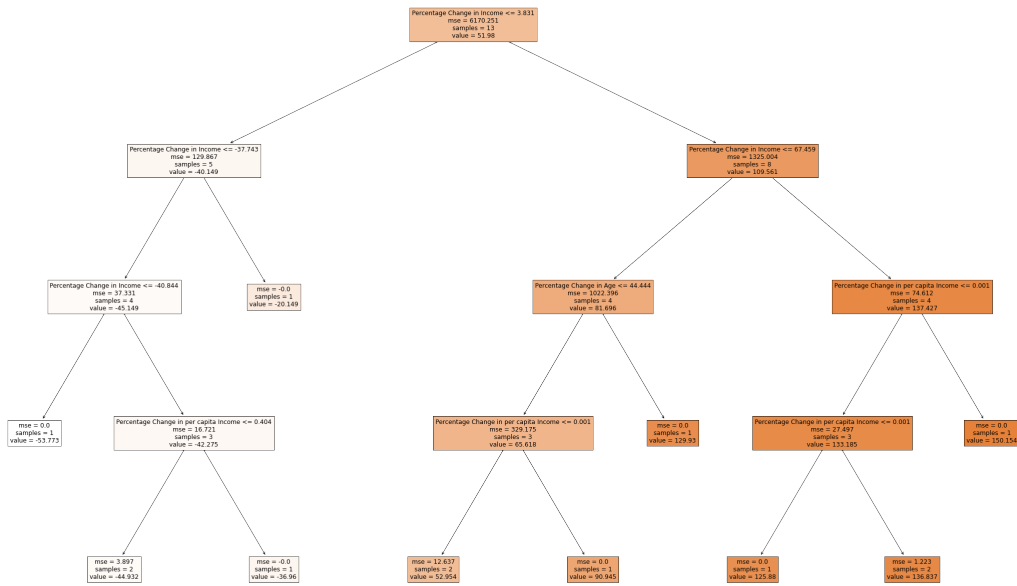 Percentage Change in Income <= 3.831
mse = 6170.251
samples = 13
value = 51.98
Percentage Change in Income <= -37.743
mse = 129.867
samples = 5
value = -40.149
Percentage Change in Income <= 67.459
mse = 1325.004
samples = 8
value = 109.561
Percentage Change in Income <= -40.844
mse = 37.331
samples = 4
value = -45.149
mse = -0.0
samples = 1
value = -20.149
Percentage Change in Age <= 44.444
mse = 1022.396
samples = 4
value = 81.696
Percentage Change in per capita Income <= 0.001
mse = 74.612
samples = 4
value = 137.427
mse = 0.0
samples = 1
value = -53.773
Percentage Change in per capita Income <= 0.404
mse = 16.721
samples = 3
value = -42.275
Percentage Change in per capita Income <= 0.001
mse = 329.175
samples = 3
value = 65.618
mse = 0.0
samples = 1
value = 129.93
Percentage Change in per capita Income <= 0.001
mse = 27.497
samples = 3
value = 133.185
mse = 0.0
samples = 1
value = 150.154
mse = 3.897
samples = 2
value = -44.932
mse = -0.0
samples = 1
value = -36.96
mse = 12.637
samples = 2
value = 52.954
mse = 0.0
samples = 1
value = 90.945
mse = 0.0
samples = 1
value = 125.88
mse = 1.223
samples = 2
value = 136.837